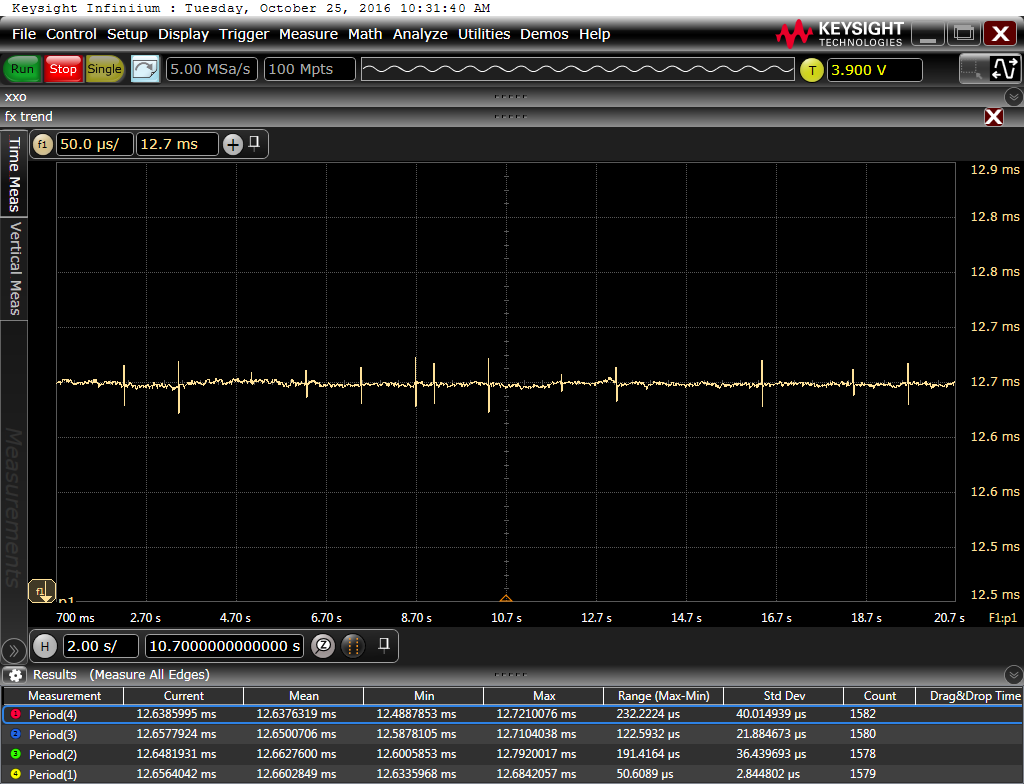 Keysight Infiniium : Tuesday, October 25, 2016 10:31:40 AM
File Control Setup Display Trigger Measure Math Analyze Utilities Demos Help
KEYSIGHT
TECHNOLOGIES
Run Stop Single 5.00 MSa/s 100 Mpts T 3.900 V
xxo
fx trend
f1 50.0 µs/ 12.7 ms
Time Meas
Vertical Meas
Measurements
12.9 ms
12.8 ms
12.8 ms
12.7 ms
12.7 ms
12.6 ms
12.6 ms
12.5 ms
12.5 ms
f1 p1
700 ms 2.70 s 4.70 s 6.70 s 8.70 s 10.7 s 12.7 s 14.7 s 16.7 s 18.7 s 20.7 s F1:p1
H 2.00 s/ 10.7000000000000 s Z
Results (Measure All Edges)
Measurement Current Mean Min Max Range (Max-Min) Std Dev Count Drag&Drop Time
Period(4) 12.6385995 ms 12.6376319 ms 12.4887853 ms 12.7210076 ms 232.2224 µs 40.014939 µs 1582
Period(3) 12.6577924 ms 12.6500706 ms 12.5878105 ms 12.7104038 ms 122.5932 µs 21.884673 µs 1580
Period(2) 12.6481931 ms 12.6627600 ms 12.6005853 ms 12.7920017 ms 191.4164 µs 36.439693 µs 1578
Period(1) 12.6564042 ms 12.6602849 ms 12.6335968 ms 12.6842057 ms 50.6089 µs 2.844802 µs 1579